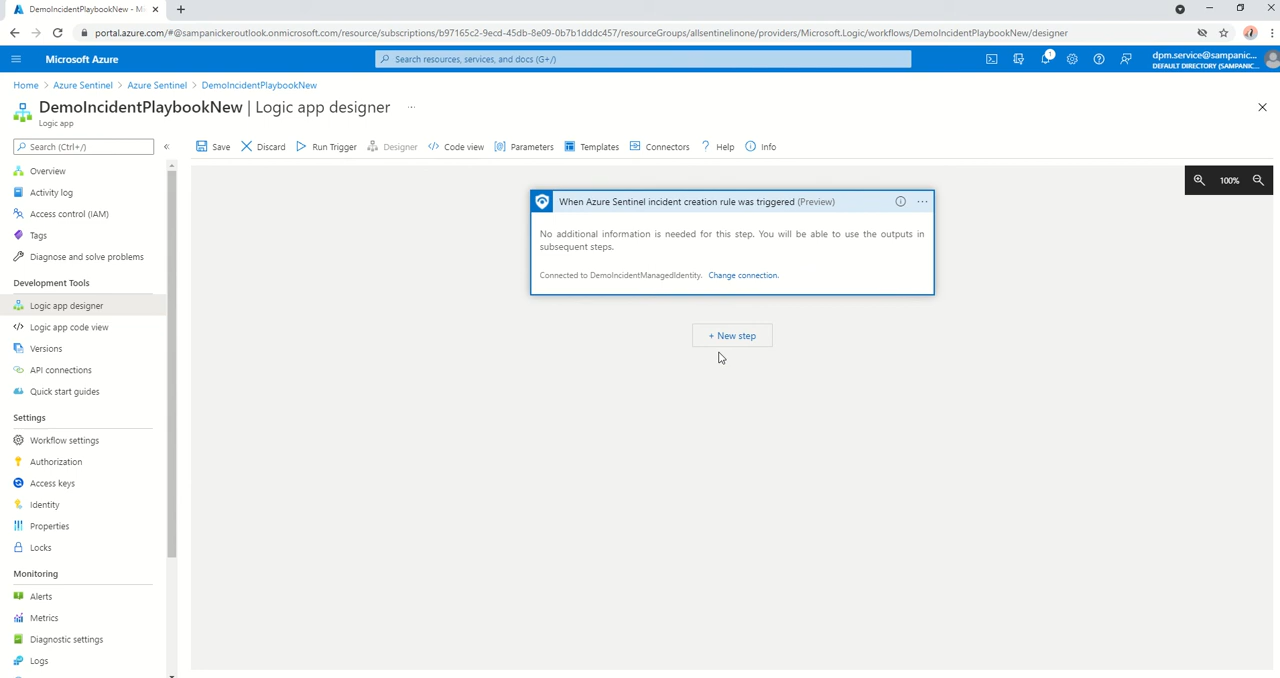 DemoIncidentPlaybookNew - Mi
portal.azure.com/#@sampanickeroutlook.onmicrosoft.com/resource/subscriptions/b97165c2-9ecd-45db-8e09-0b7b1dddc457/resourceGroups/allsentinelinone/providers/Microsoft.Logic/workflows/DemoIncidentPlaybookNew/designer
Microsoft Azure
Search resources, services, and docs (G+/)
1
dpm.service@sampanic...
DEFAULT DIRECTORY (SAMPANIC...
Home > Azure Sentinel > Azure Sentinel > DemoIncidentPlaybookNew
DemoIncidentPlaybookNew | Logic app designer ...
Logic app
Search (Ctrl+/)
Save Discard Run Trigger Designer Code view Parameters Templates Connectors Help Info
Overview
Activity log
Access control (IAM)
Tags
Diagnose and solve problems
Development Tools
Logic app designer
Logic app code view
Versions
API connections
Quick start guides
Settings
Workflow settings
Authorization
Access keys
Identity
Properties
Locks
Monitoring
Alerts
Metrics
Diagnostic settings
Logs
100%
When Azure Sentinel incident creation rule was triggered (Preview)
No additional information is needed for this step. You will be able to use the outputs in
subsequent steps.
Connected to DemoIncidentManagedIdentity. Change connection.
+ New step